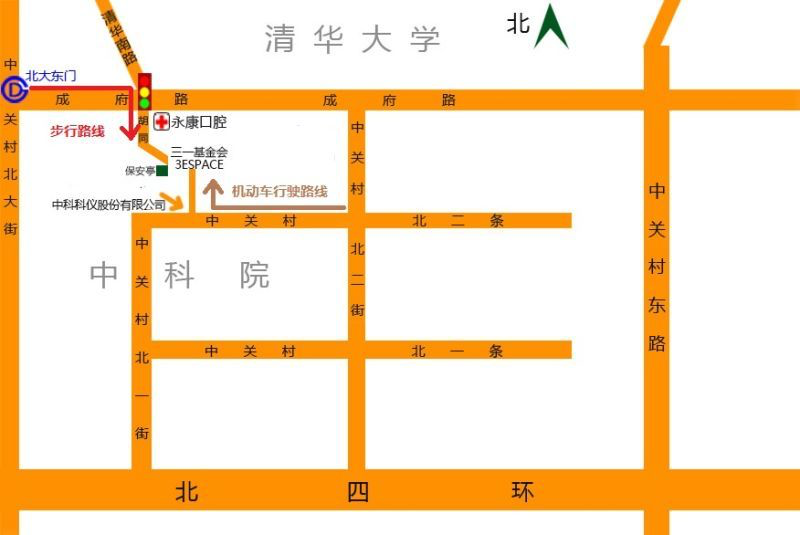 清华南路
清华大学
北
中关村北大街
北大东门
成府路
成府路
步行路线
胡同
永康口腔
三一基金会
3ESPACE
保安亭
中科科仪股份有限公司
机动车行驶路线
中关村北二条
中关村北二街
中关村东路
中科院
中关村北一街
中关村北一条
北四环